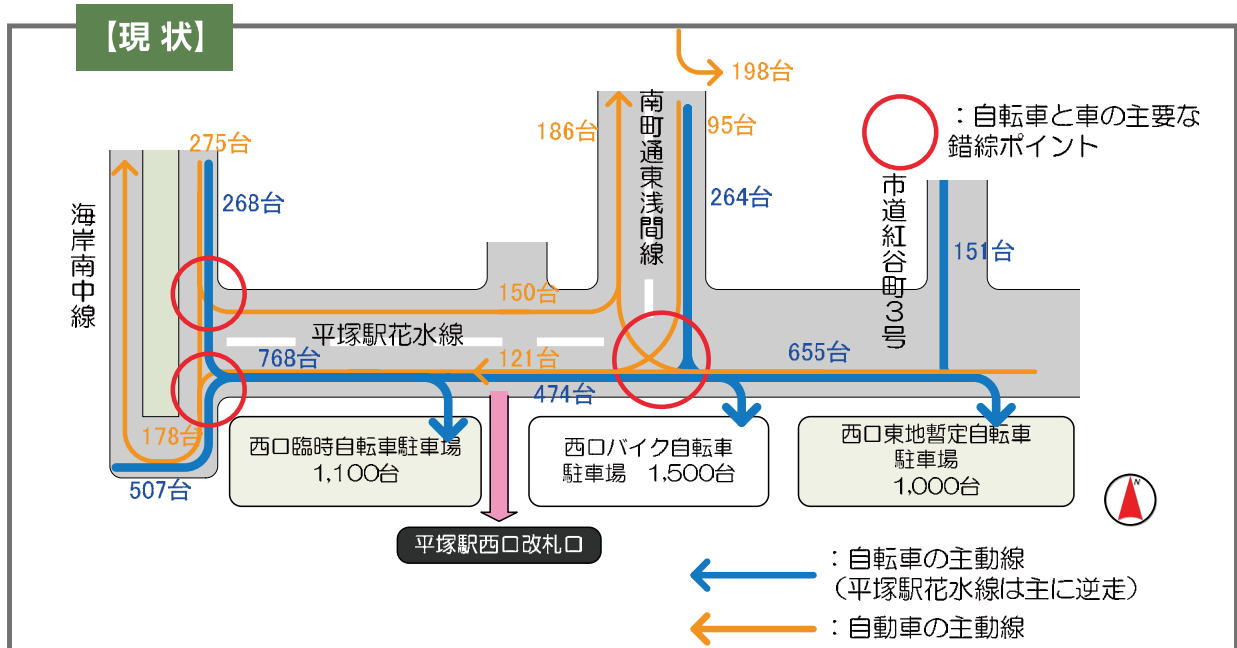 【現 状】
198台
275台
268台
186台
南町通東浅間線
95台
264台
：自転車と車の主要な
錯綜ポイント
市道紅谷町３号
151台
海岸南中線
150台
平塚駅花水線
768台
121台
474台
655台
178台
507台
西口臨時自転車駐車場
1,100台
西口バイク自転車
駐車場　1,500台
西口東地暫定自転車
駐車場
1,000台
N
平塚駅西口改札口
：自転車の主動線
（平塚駅花水線は主に逆走）
：自動車の主動線